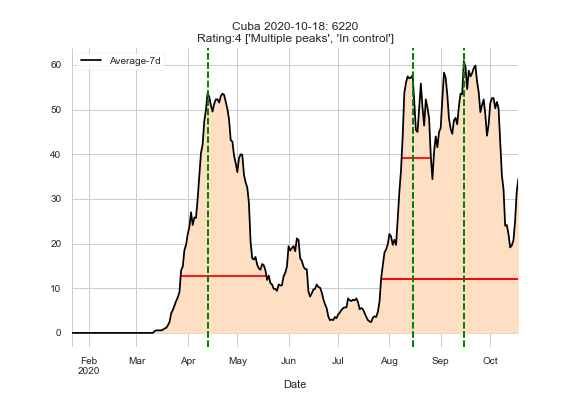 Cuba 2020-10-18: 6220
Rating:4 ['Multiple peaks', 'In control']
Average-7d
60
50
40
30
20
10
0
Feb Mar Apr May Jun Jul Aug Sep Oct
2020
Date